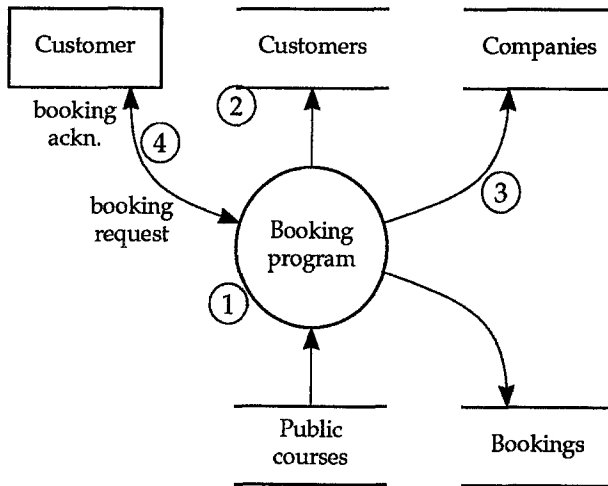 Customer
Customers
Companies
booking
ackn.
2
4
3
booking
request
Booking
program
1
Public
courses
Bookings